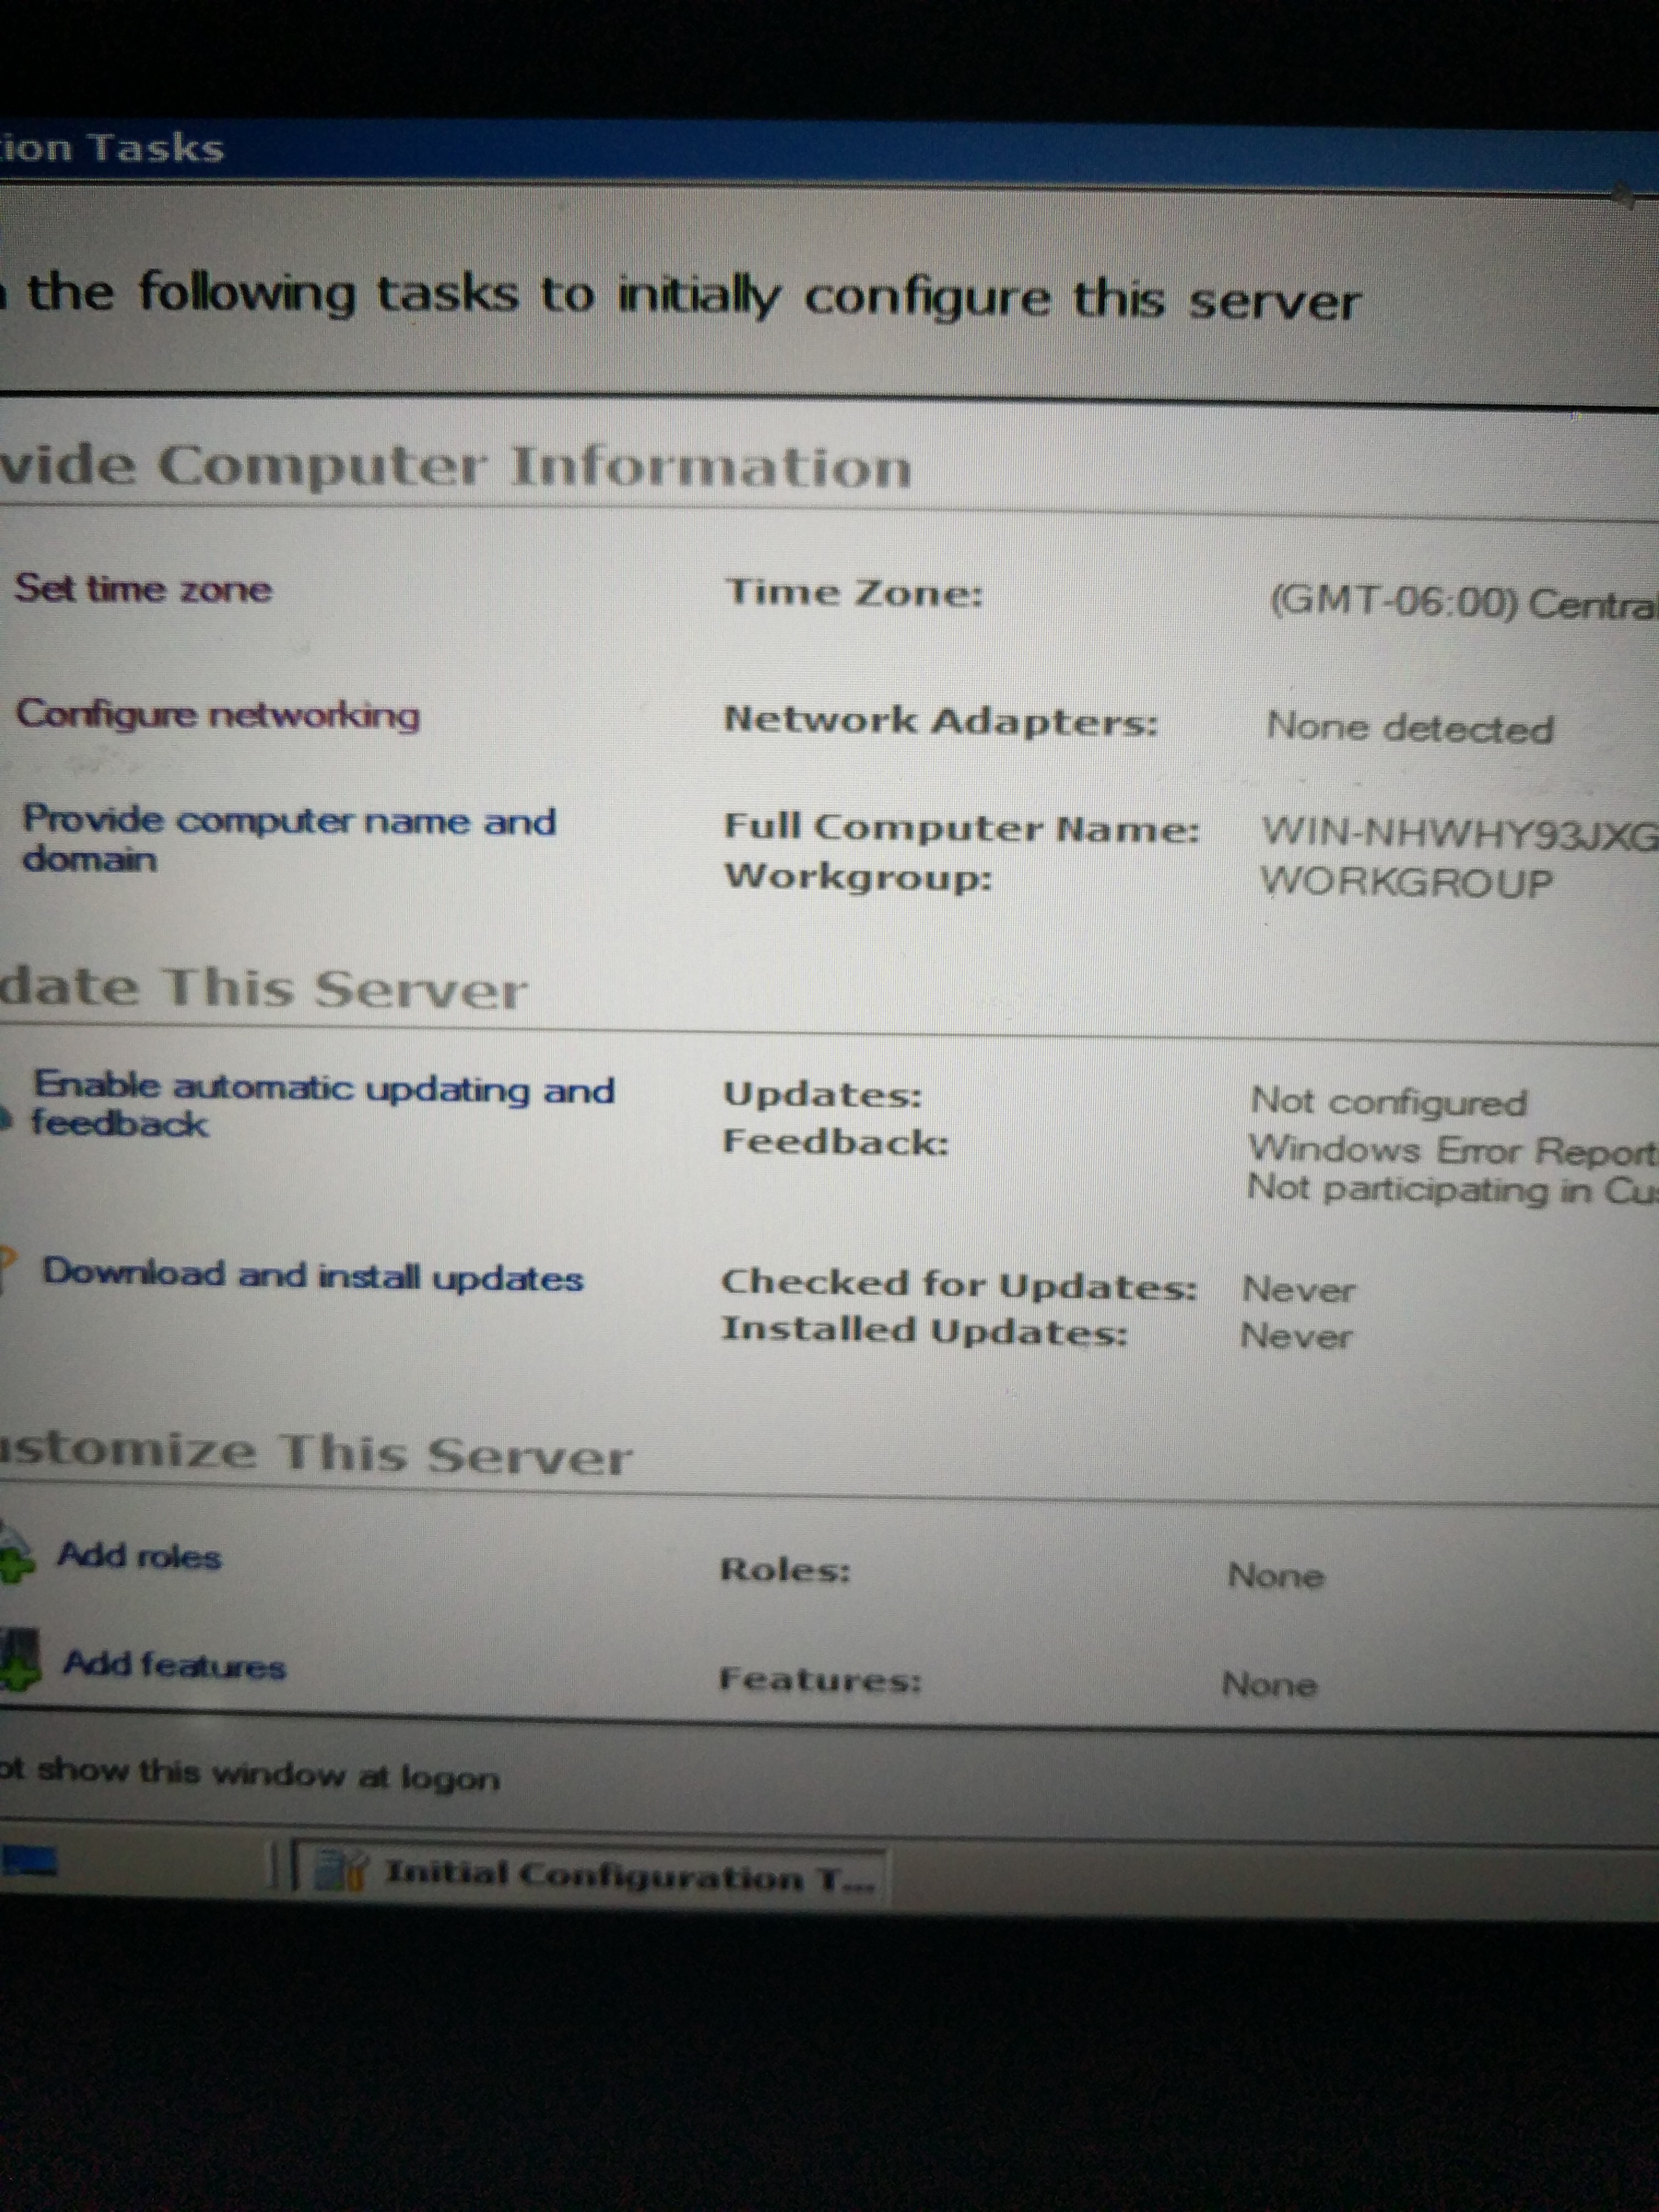 ion Tasks
the following tasks to initially configure this server
vide Computer Information
Set time zone
Time Zone:
(GMT-06:00) Central
Configure networking
Network Adapters:
None detected
Provide computer name and
domain
Full Computer Name:
WIN-NHWHY93JXG
Workgroup:
WORKGROUP
date This Server
Enable automatic updating and
feedback
Updates:
Not configured
Feedback:
Windows Error Report
Not participating in Cus
Download and install updates
Checked for Updates:
Never
Installed Updates:
Never
ustomize This Server
Add roles
Roles:
None
Add features
Features:
None
ot show this window at logon
Initial Configuration T...